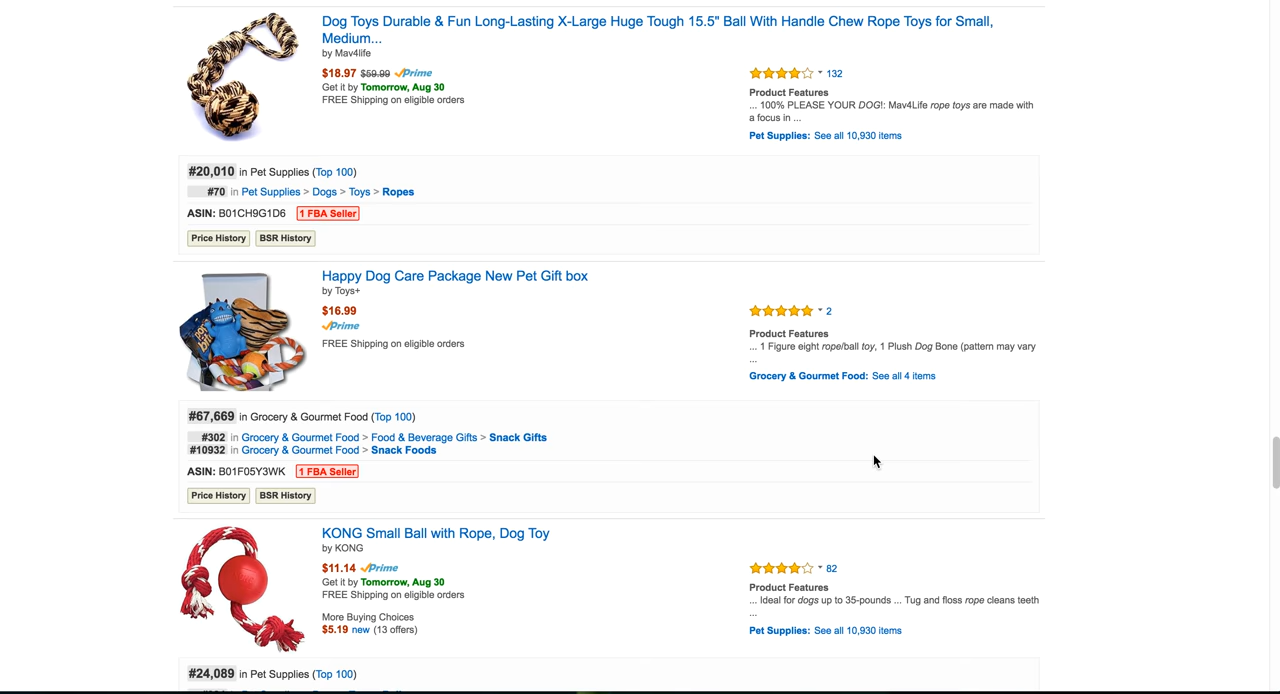 Dog Toys Durable & Fun Long-Lasting X-Large Huge Tough 15.5" Ball With Handle Chew Rope Toys for Small,
Medium...
by Mav4life
$18.97 $59.99 Prime
Get it by Tomorrow, Aug 30
FREE Shipping on eligible orders
132
Product Features
... 100% PLEASE YOUR DOG!: Mav4Life rope toys are made with
a focus in ...
Pet Supplies: See all 10,930 items
#20,010 in Pet Supplies (Top 100)
#70 in Pet Supplies > Dogs > Toys > Ropes
ASIN: B01CH9G1D6 1 FBA Seller
Price History BSR History
Happy Dog Care Package New Pet Gift box
by Toys+
$16.99
Prime
FREE Shipping on eligible orders
2
Product Features
... 1 Figure eight rope/ball toy, 1 Plush Dog Bone (pattern may vary
...
Grocery & Gourmet Food: See all 4 items
#67,669 in Grocery & Gourmet Food (Top 100)
#302 in Grocery & Gourmet Food > Food & Beverage Gifts > Snack Gifts
#10932 in Grocery & Gourmet Food > Snack Foods
ASIN: B01F05Y3WK 1 FBA Seller
Price History BSR History
KONG Small Ball with Rope, Dog Toy
by KONG
$11.14 Prime
Get it by Tomorrow, Aug 30
FREE Shipping on eligible orders
More Buying Choices
$5.19 new (13 offers)
82
Product Features
... Ideal for dogs up to 35-pounds ... Tug and floss rope cleans teeth
...
Pet Supplies: See all 10,930 items
#24,089 in Pet Supplies (Top 100)